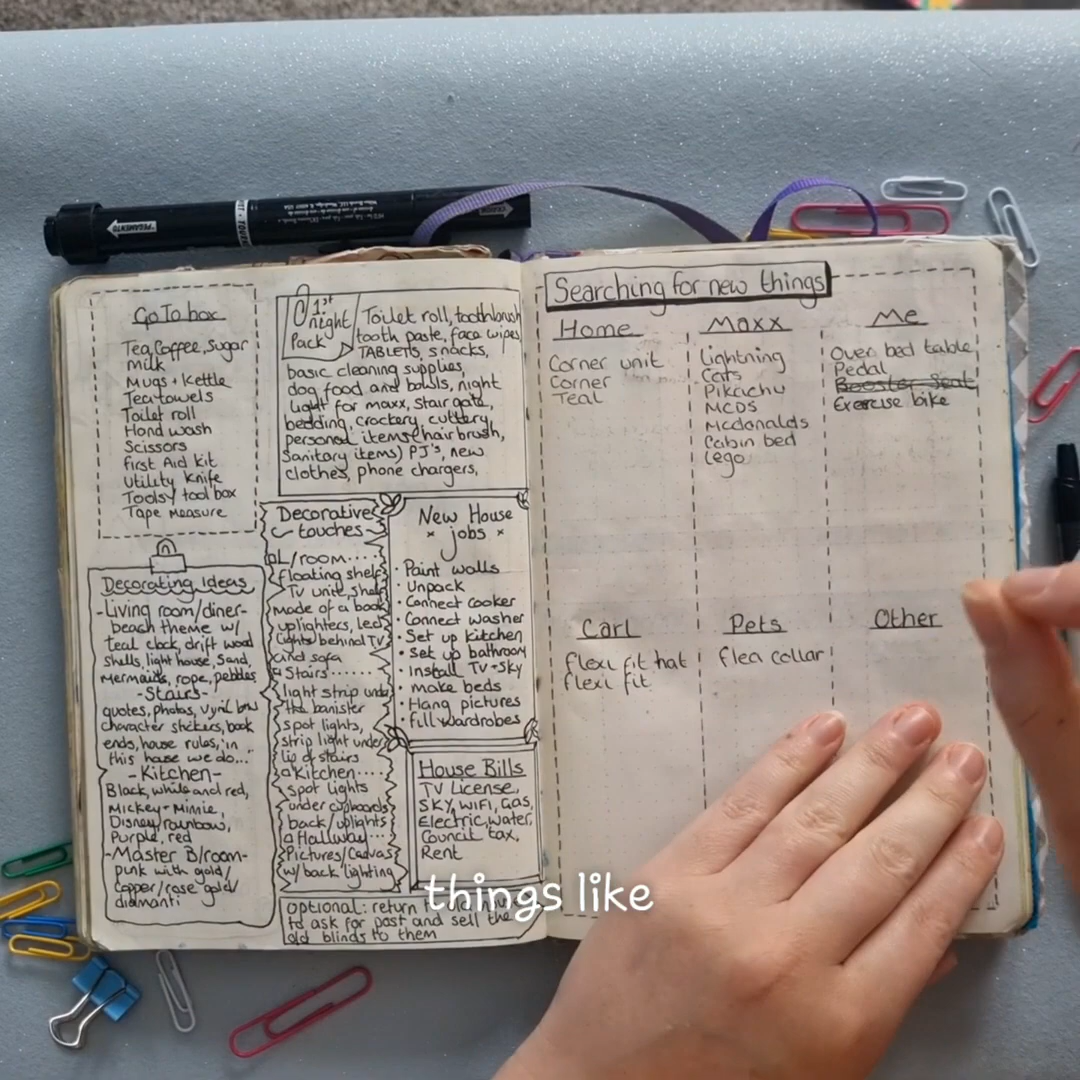 PEGAMENTO
Go To box
Tea, Coffee, Sugar
milk
Mugs + Kettle
Teatowels
Toilet roll
Hand wash
Scissors
First Aid kit
Utility Knife
Tools, tool box
Tape Measure
1st
night
Pack
Toilet roll, toothbrush
tooth paste, face wipes
TABLETS, snacks,
basic cleaning supplies,
dog food and bowls, night
light for maxx, stair gate,
bedding, crockery, cuttery
personal items (hair brush,
sanitary items) PJ's, new
clothes, phone chargers,
Decorating Ideas
-Living room/diner-
beach theme w/
teal clock, drift wood
shells, light house, sand,
mermaids, rope, pebbles
-Stairs-
quotes, photos, vynil
character stickers, book
ends, house rules, in
this house we do...
-Kitchen-
Black, white and red,
Mickey + Minnie,
Disney, rainbow,
Purple, red
-Master B/room-
pink with gold/
copper/rose gold/
diamanti
Decorative
touches
L/room....
floating shelf
TV unit, shelf
made of a book
uplighters, led
lights behind TV
and sofa
Stairs......
light strip under
the banister
spot lights,
strip light under
lip of stairs
Kitchen....
spot lights
under cupboards
back/uplights
Hallway...
Pictures/Canvas
w/ back lighting
New House
x jobs x
· Paint walls
· Unpack
· Connect cooker
· Connect washer
· Set up kitchen
· Set up bathroom
· Install TV + Sky
· make beds
· Hang pictures
· fill wardrobes
House Bills
TV License,
SKY, WiFi, Gas,
Electric, Water,
Council tax,
Rent
optional: return to
to ask for post and sell the
old blinds to them
Searching for new things
Home
Corner unit
Corner
Teal
Maxx
Lightning
Cars
Pikachu
MCDS
Mcdonalds
Cabin bed
Lego
Me
Over bed table,
Pedal
Booster Seat
Exercise bike
Carl
flexi fit hat
flexi fit
Pets
flea collar
Other
things like